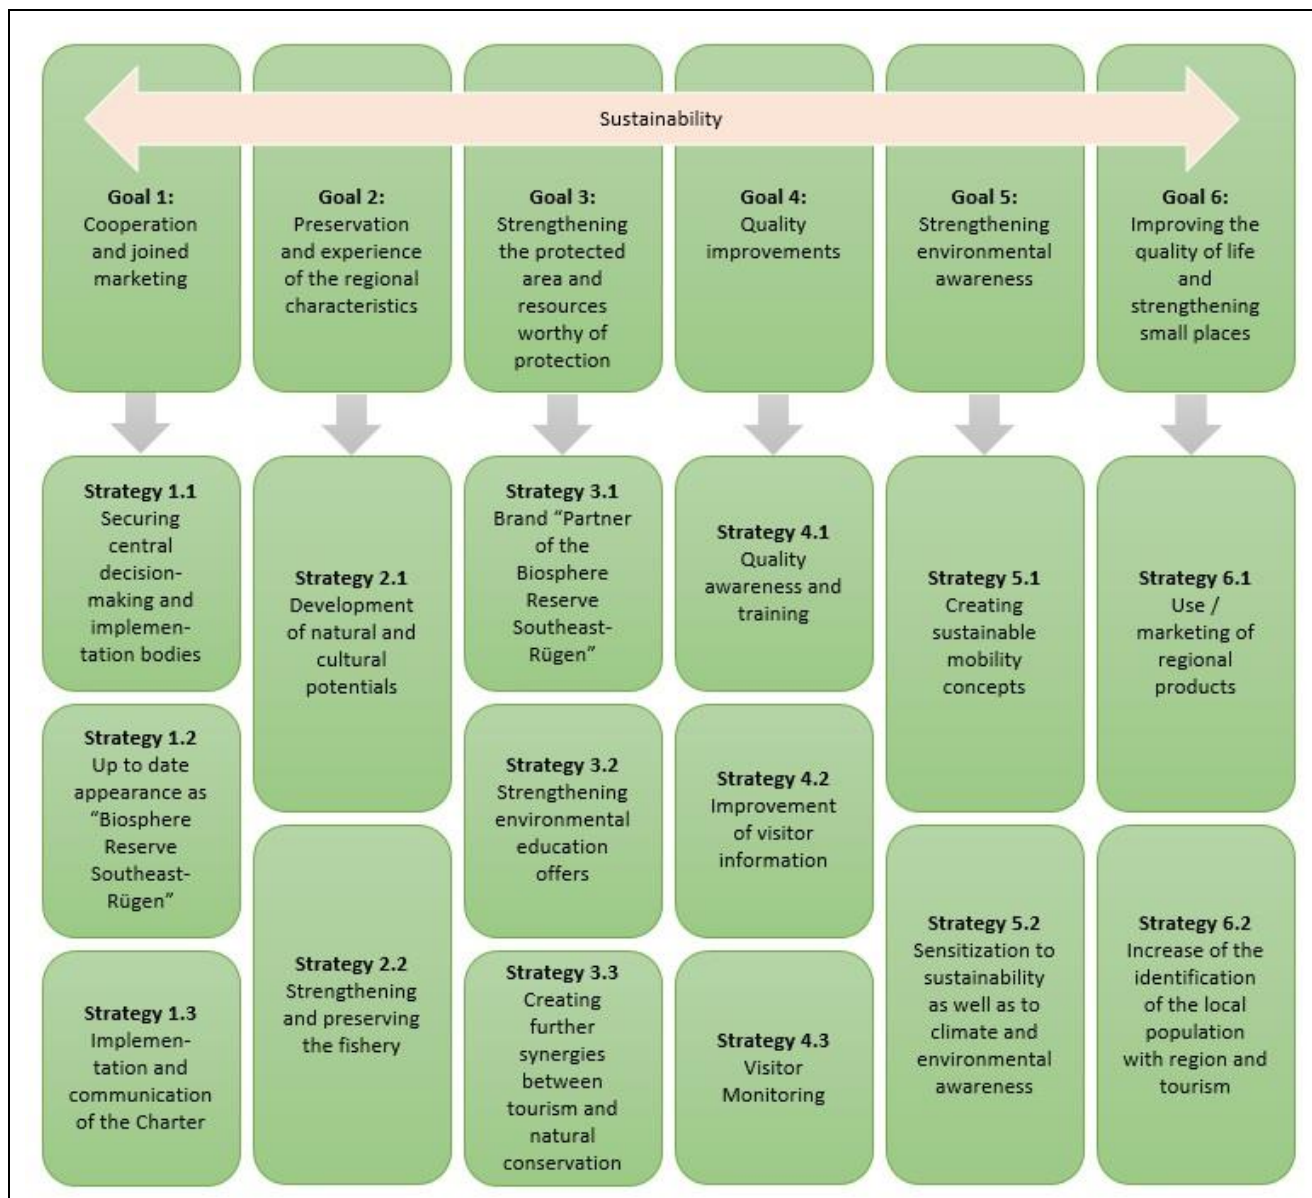 Sustainability
Goal 1:
Cooperation
and joined
marketing
Goal 2:
Preservation
and experience
of the regional
characteristics
Goal 3:
Strengthening
the protected
area and
resources
worthy of
protection
Goal 4:
Quality
improvements
Goal 5:
Strengthening
environmental
awareness
Goal 6:
Improving the
quality of life
and
strengthening
small places
Strategy 1.1
Securing
central
decision-
making and
implemen-
tation bodies
Strategy 1.2
Up to date
appearance as
“Biosphere
Reserve
Southeast-
Rügen”
Strategy 1.3
Implemen-
tation and
communication
of the Charter
Strategy 2.1
Development
of natural and
cultural
potentials
Strategy 2.2
Strengthening
and preserving
the fishery
Strategy 3.1
Brand “Partner
of the
Biosphere
Reserve
Southeast-
Rügen”
Strategy 3.2
Strengthening
environmental
education
offers
Strategy 3.3
Creating
further
synergies
between
tourism and
natural
conservation
Strategy 4.1
Quality
awareness and
training
Strategy 4.2
Improvement
of visitor
information
Strategy 4.3
Visitor
Monitoring
Strategy 5.1
Creating
sustainable
mobility
concepts
Strategy 5.2
Sensitization to
sustainability
as well as to
climate and
environmental
awareness
Strategy 6.1
Use /
marketing of
regional
products
Strategy 6.2
Increase of the
identification
of the local
population
with region and
tourism